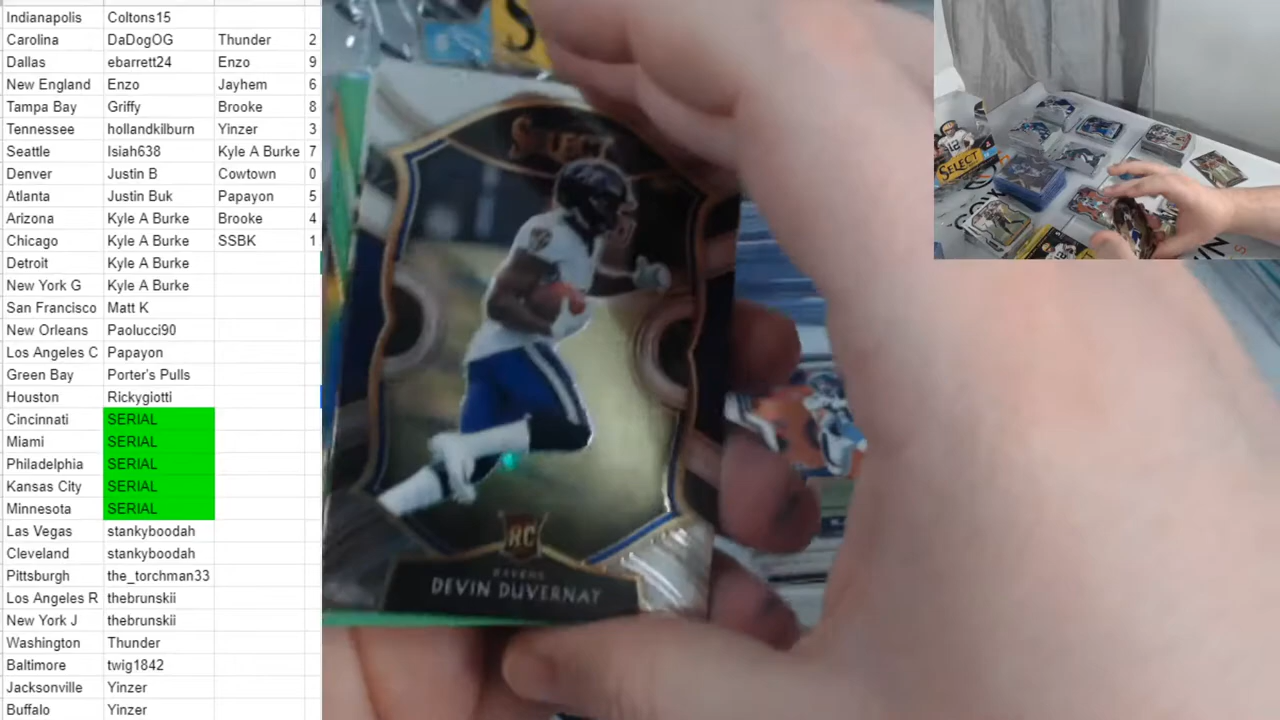 Indianapolis Coltons15
Carolina DaDogOG Thunder 2
Dallas ebarrett24 Enzo 9
New England Enzo Jayhem 6
Tampa Bay Griffy Brooke 8
Tennessee hollandkilburn Yinzer 3
Seattle Isiah638 Kyle A Burke 7
Denver Justin B Cowtown 0
Atlanta Justin Buk Papayon 5
Arizona Kyle A Burke Brooke 4
Chicago Kyle A Burke SSBK 1
Detroit Kyle A Burke
New York G Kyle A Burke
San Francisco Matt K
New Orleans Paolucci90
Los Angeles C Papayon
Green Bay Porter's Pulls
Houston Rickygiotti
Cincinnati SERIAL
Miami SERIAL
Philadelphia SERIAL
Kansas City SERIAL
Minnesota SERIAL
Las Vegas stankyboodah
Cleveland stankyboodah
Pittsburgh the_torchman33
Los Angeles R thebrunskii
New York J thebrunskii
Washington Thunder
Baltimore twig1842
Jacksonville Yinzer
Buffalo Yinzer
SELECT
RC
RAVENS
DEVIN DUVERNAY
SELECT
12